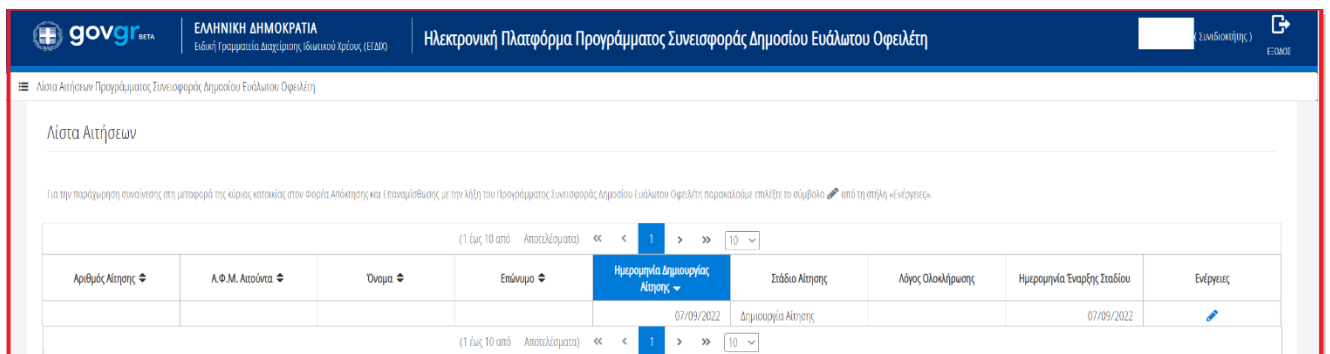 govgr BETA
ΕΛΛΗΝΙΚΗ ΔΗΜΟΚΡΑΤΙΑ
Ειδική Γραμματεία Διαχείρισης Ιδιωτικού Χρέους (ΕΓΔΙΧ)
Ηλεκτρονική Πλατφόρμα Προγράμματος Συνεισφοράς Δημοσίου Ευάλωτου Οφειλέτη
( Συνιδιοκτήτης )
ΕΞΟΔΟΣ
Λίστα Αιτήσεων Προγράμματος Συνεισφοράς Δημοσίου Ευάλωτου Οφειλέτη
Λίστα Αιτήσεων
Για την παράχωρηση συναίνεσης στη μεταφορά της κύριας κατοικίας στον Φορέα Απόκτησης και Επαναμίσθωσης με την λήξη του Προγράμματος Συνεισφοράς Δημοσίου Ευάλωτου Οφειλέτη παρακαλούμε επιλέξτε το σύμβολο από τη στήλη «Ενέργειες».
(1 έως 10 από Αποτελέσματα) « ‹ 1 › » 10
Αριθμός Αίτησης Α.Φ.Μ. Αιτούντα Όνομα Επώνυμο Ημερομηνία Δημιουργίας Αίτησης Στάδιο Αίτησης Λόγος Ολοκλήρωσης Ημερομηνία Έναρξης Σταδίου Ενέργειες
07/09/2022 Δημιουργία Αίτησης 07/09/2022
(1 έως 10 από Αποτελέσματα) « ‹ 1 › » 10